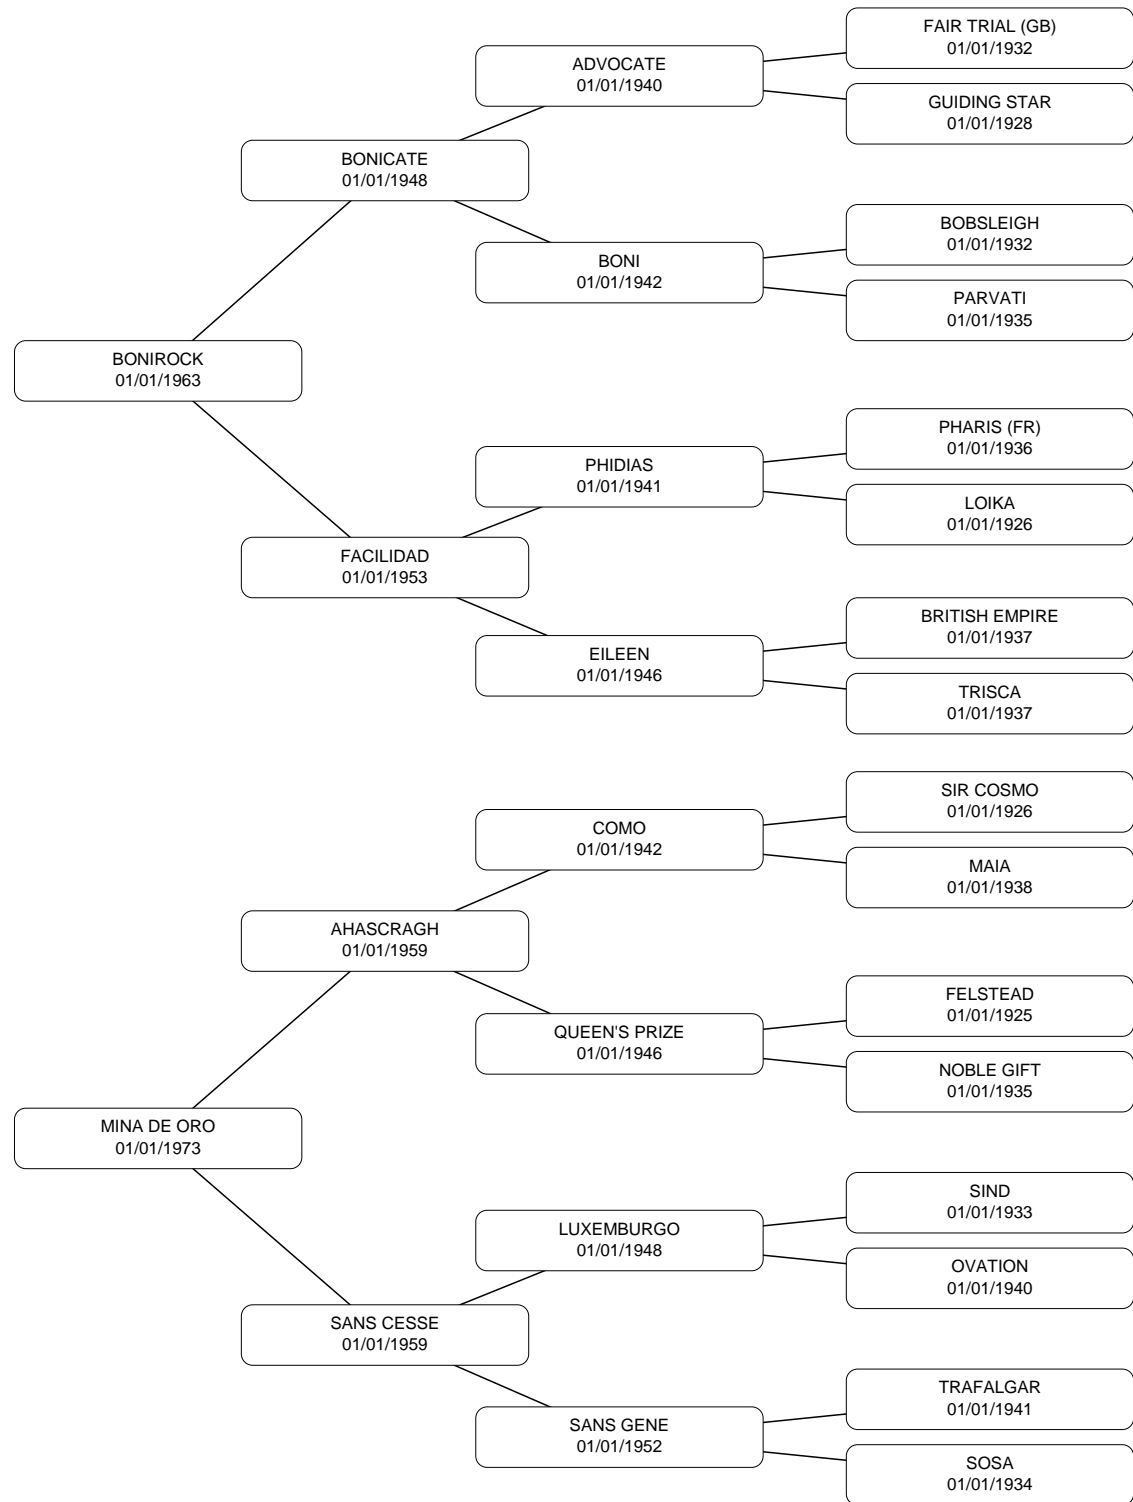 FAIR TRIAL (GB)
01/01/1932
ADVOCATE
01/01/1940
GUIDING STAR
01/01/1928
BONICATE
01/01/1948
BOBSLEIGH
01/01/1932
BONI
01/01/1942
PARVATI
01/01/1935
BONIROCK
01/01/1963
PHARIS (FR)
01/01/1936
PHIDIAS
01/01/1941
LOIKA
01/01/1926
FACILIDAD
01/01/1953
BRITISH EMPIRE
01/01/1937
EILEEN
01/01/1946
TRISCA
01/01/1937
SIR COSMO
01/01/1926
COMO
01/01/1942
MAIA
01/01/1938
AHASCRAGH
01/01/1959
FELSTEAD
01/01/1925
QUEEN'S PRIZE
01/01/1946
NOBLE GIFT
01/01/1935
MINA DE ORO
01/01/1973
SIND
01/01/1933
LUXEMBURGO
01/01/1948
OVATION
01/01/1940
SANS CESSE
01/01/1959
TRAFALGAR
01/01/1941
SANS GENE
01/01/1952
SOSA
01/01/1934